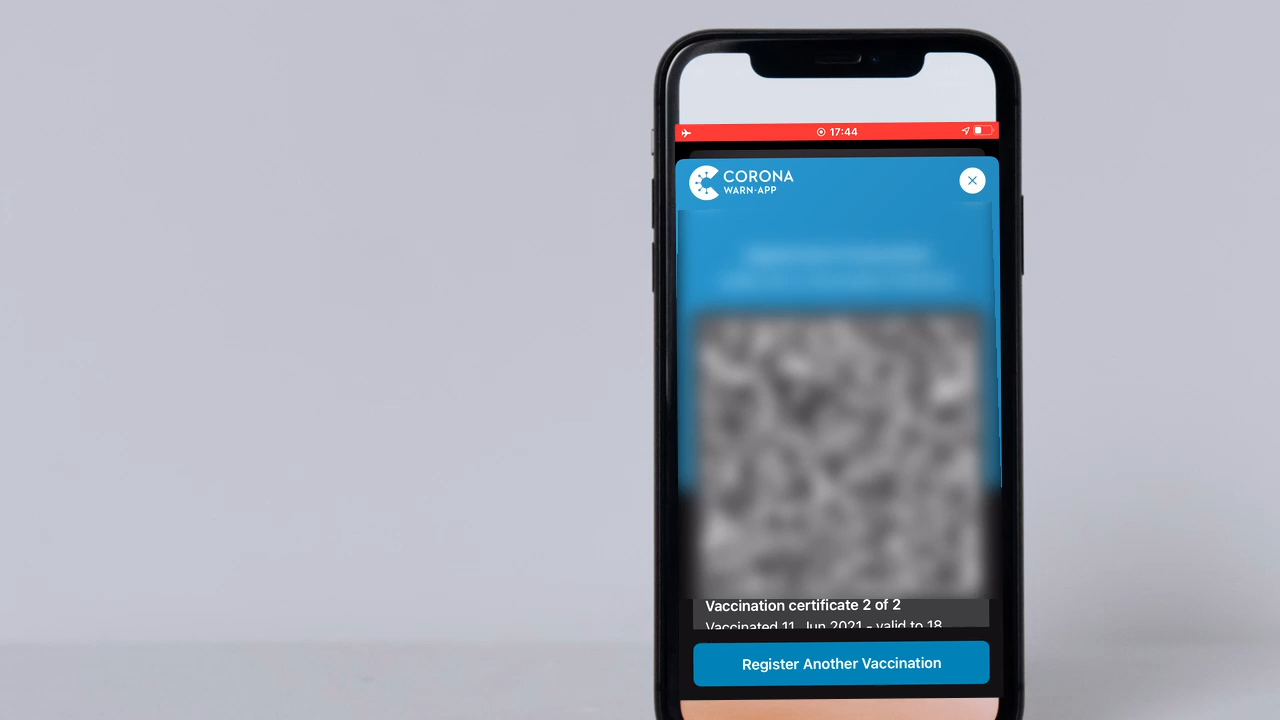 17:44
CORONA
WARN-APP
Vaccination certificate 2 of 2
Vaccinated 11. Jun 2021 - valid to 18
Register Another Vaccination